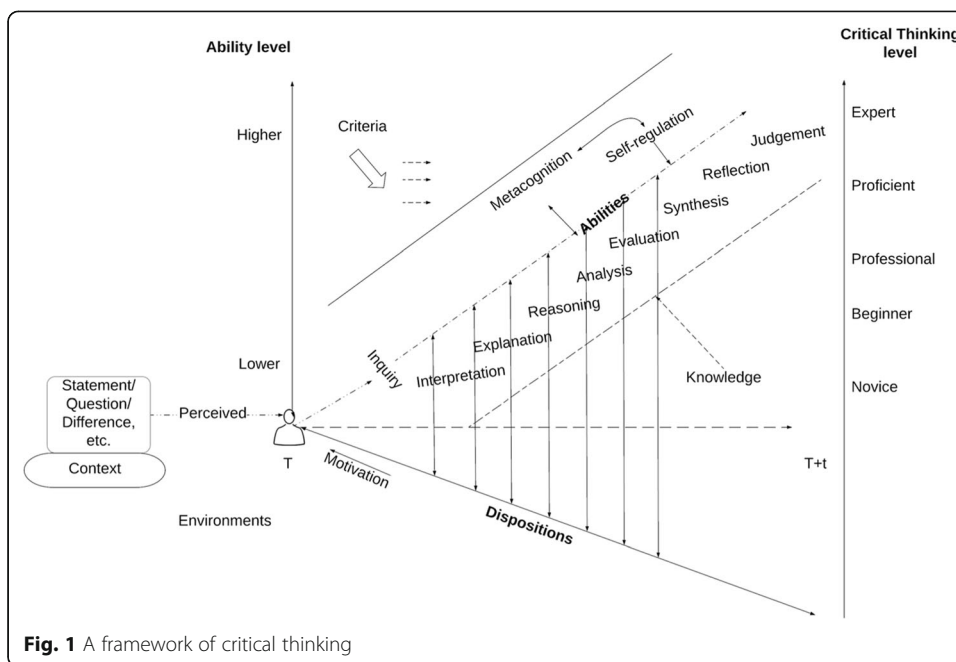 Ability level
Critical Thinking
level
Higher
Criteria
Expert
Self-regulation
Judgement
Metacognition
Reflection
Proficient
Abilities
Synthesis
Evaluation
Professional
Analysis
Reasoning
Beginner
Explanation
Lower
Inquiry
Interpretation
Knowledge
Novice
Statement/
Question/
Difference,
etc.
Perceived
Context
T
Motivation
T+t
Environments
Dispositions
Fig. 1 A framework of critical thinking